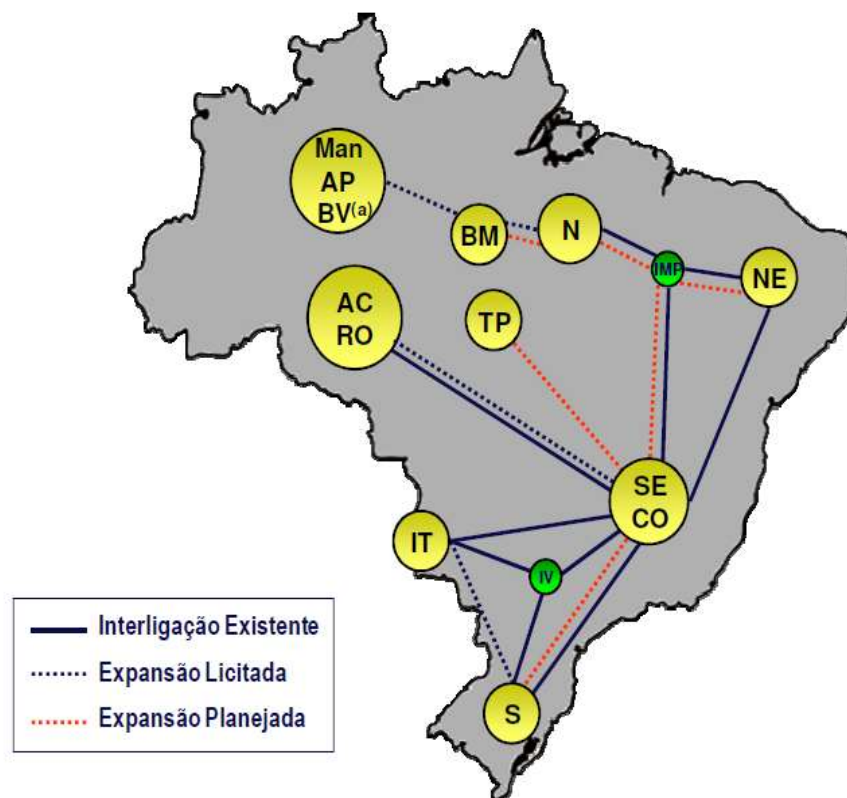 Man
AP
BV(a)
BM
N
IMP
NE
AC
RO
TP
SE
CO
IT
IV
S
Interligação Existente
Expansão Licitada
Expansão Planejada